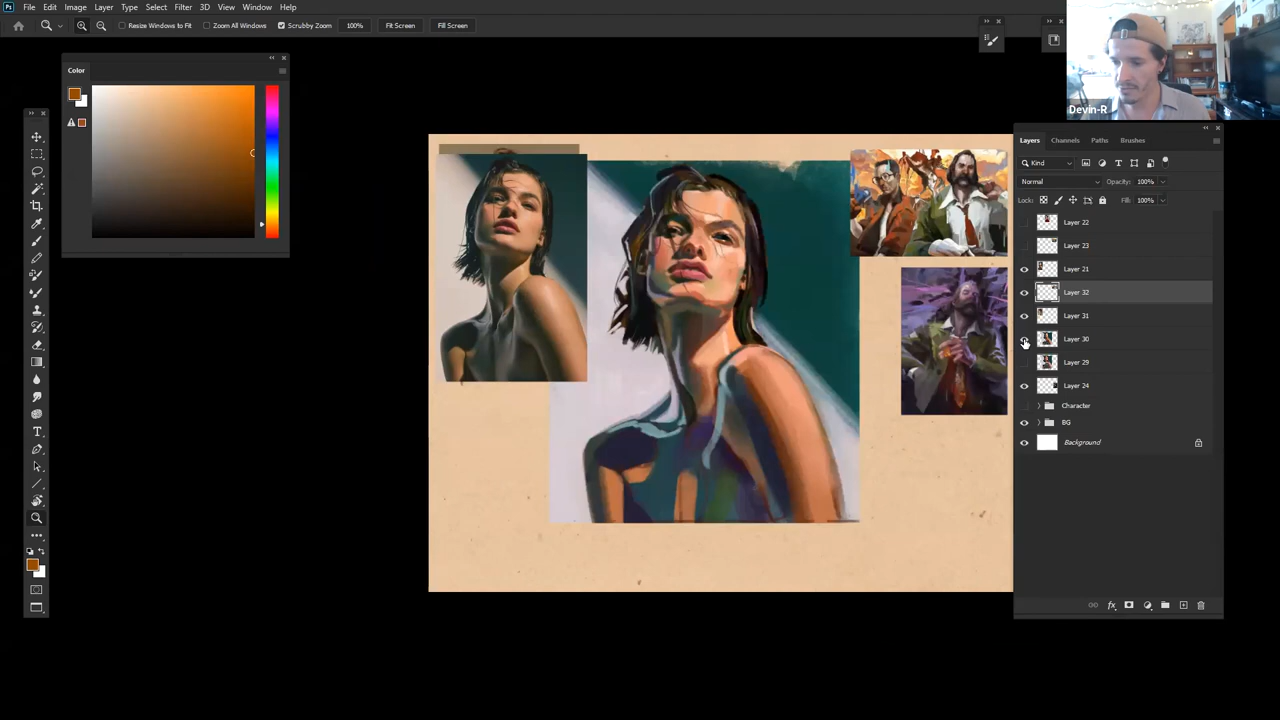 Ps File Edit Image Layer Type Select Filter 3D View Window Help
Resize Windows to Fit Zoom All Windows Scrubby Zoom 100% Fit Screen Fill Screen
Color
Devin-R
Layers Channels Paths Brushes
Kind
Normal Opacity: 100%
Lock: Fill: 100%
Layer 22
Layer 23
Layer 21
Layer 32
Layer 31
Layer 30
Layer 29
Layer 24
Character
BG
Background
fx